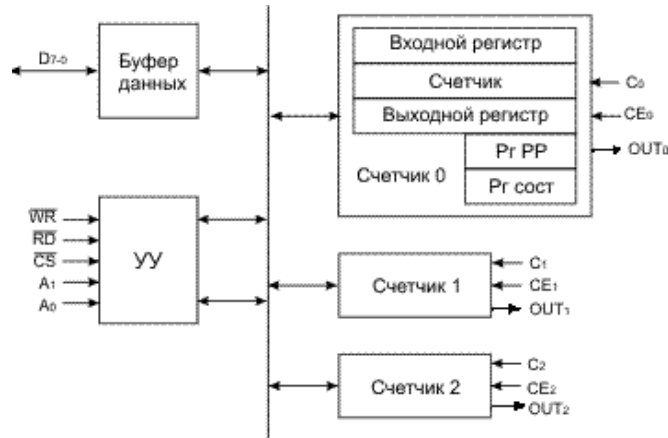 D7-0
Буфер
данных
WR
RD
CS
A1
A0
УУ
Входной регистр
Счетчик
Выходной регистр
Рг РР
Рг сост
Счетчик 0
C0
CE0
OUT0
Счетчик 1
C1
CE1
OUT1
Счетчик 2
C2
CE2
OUT2